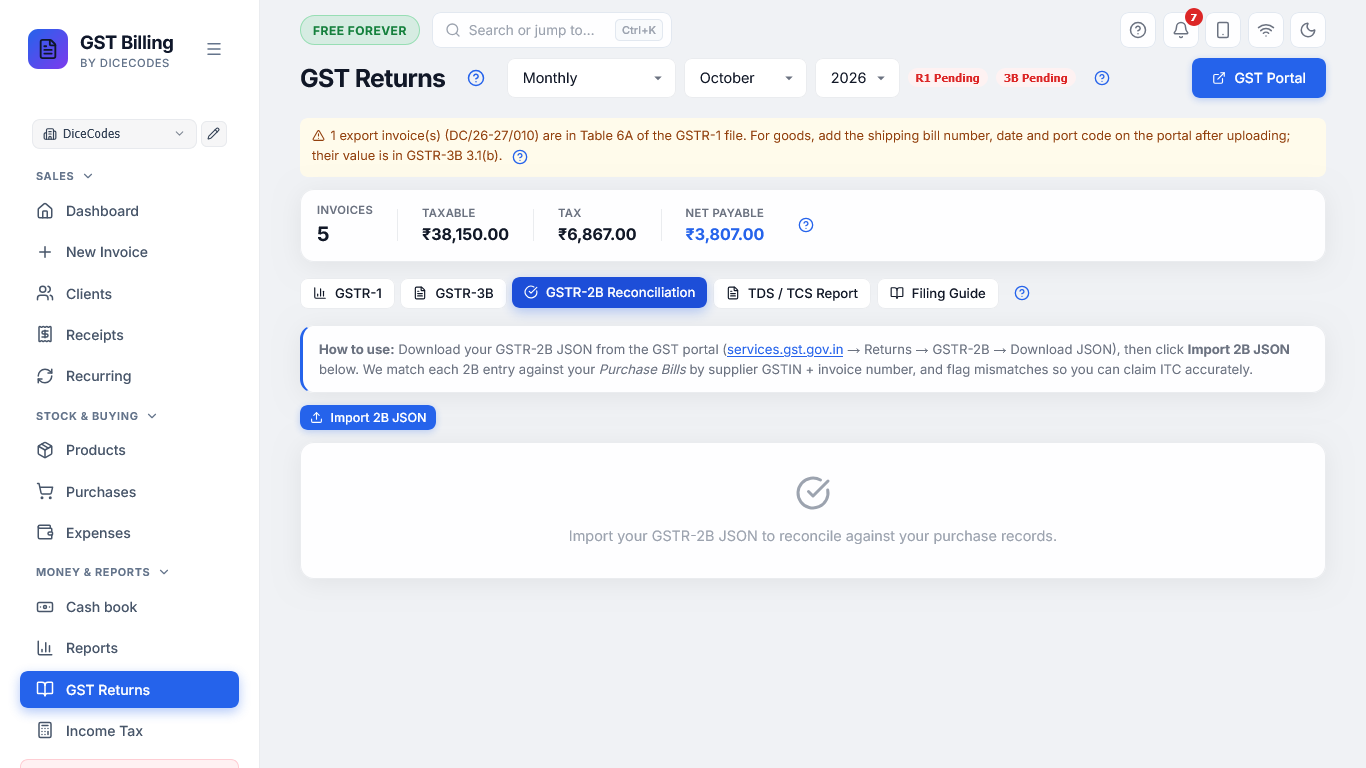 GST Billing
BY DICECODES
DiceCodes
SALES
Dashboard
New Invoice
Clients
Receipts
Recurring
STOCK & BUYING
Products
Purchases
Expenses
MONEY & REPORTS
Cash book
Reports
GST Returns
Income Tax
FREE FOREVER
Search or jump to...
Ctrl+K
7
GST Returns
Monthly
October
2026
R1 Pending
3B Pending
GST Portal
1 export invoice(s) (DC/26-27/010) are in Table 6A of the GSTR-1 file. For goods, add the shipping bill number, date and port code on the portal after uploading;
their value is in GSTR-3B 3.1(b).
INVOICES
5
TAXABLE
₹38,150.00
TAX
₹6,867.00
NET PAYABLE
₹3,807.00
GSTR-1
GSTR-3B
GSTR-2B Reconciliation
TDS / TCS Report
Filing Guide
How to use: Download your GSTR-2B JSON from the GST portal (services.gst.gov.in → Returns → GSTR-2B → Download JSON), then click Import 2B JSON
below. We match each 2B entry against your Purchase Bills by supplier GSTIN + invoice number, and flag mismatches so you can claim ITC accurately.
Import 2B JSON
Import your GSTR-2B JSON to reconcile against your purchase records.